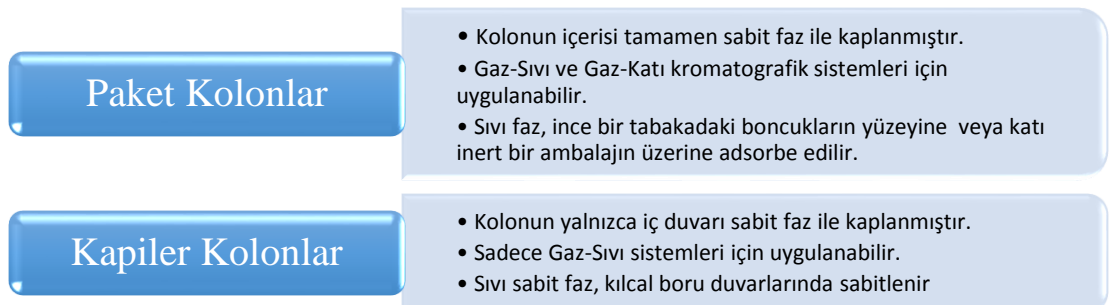 Paket Kolonlar
• Kolonun içerisi tamamen sabit faz ile kaplanmıştır.
• Gaz-Sıvı ve Gaz-Katı kromatografik sistemleri için
uygulanabilir.
• Sıvı faz, ince bir tabakadaki boncukların yüzeyine veya katı
inert bir ambalajın üzerine adsorbe edilir.
Kapiler Kolonlar
• Kolonun yalnızca iç duvarı sabit faz ile kaplanmıştır.
• Sadece Gaz-Sıvı sistemleri için uygulanabilir.
• Sıvı sabit faz, kılcal boru duvarlarında sabitlenir